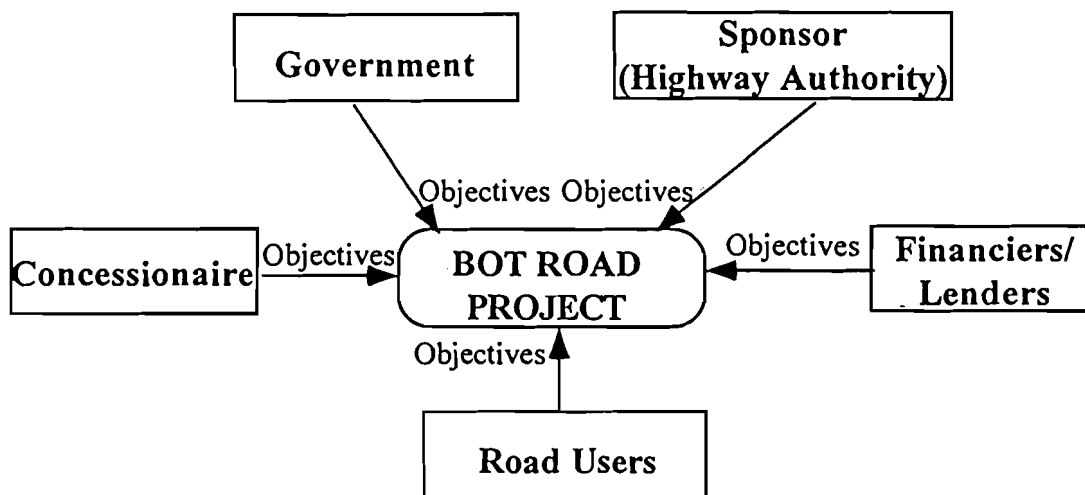 Government
Sponsor
(Highway Authority)
Objectives Objectives
Concessionaire
Objectives
BOT ROAD
PROJECT
Objectives
Financiers/
Lenders
Objectives
Road Users